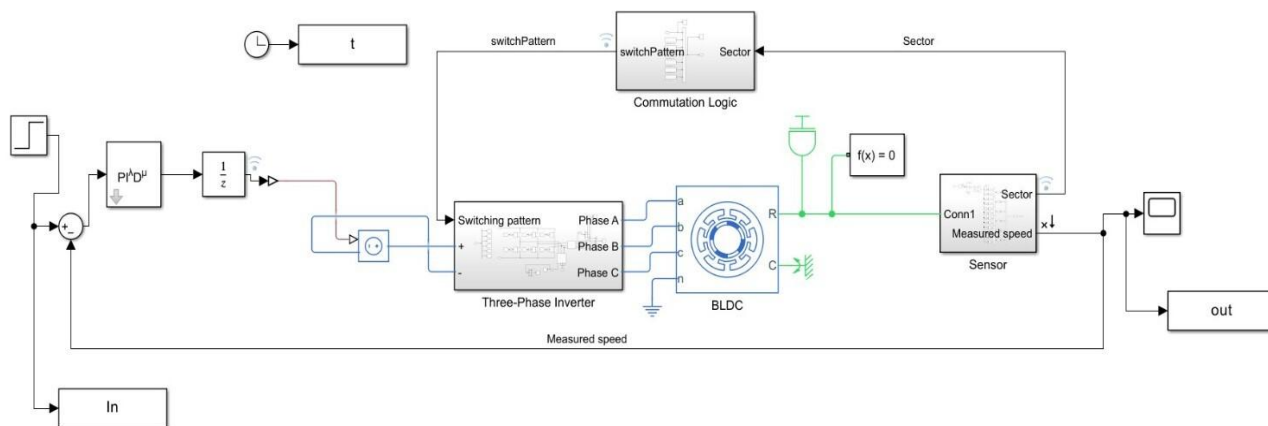 t
switchPattern
switchPattern
Sector
Sector
Commutation Logic
PI^λD^μ
1
z
+
-
f(x) = 0
Switching pattern
+
-
Phase A
Phase B
Phase C
Three-Phase Inverter
a
b
c
n
R
C
BLDC
Conn1
Sector
Measured speed
Sensor
out
Measured speed
In